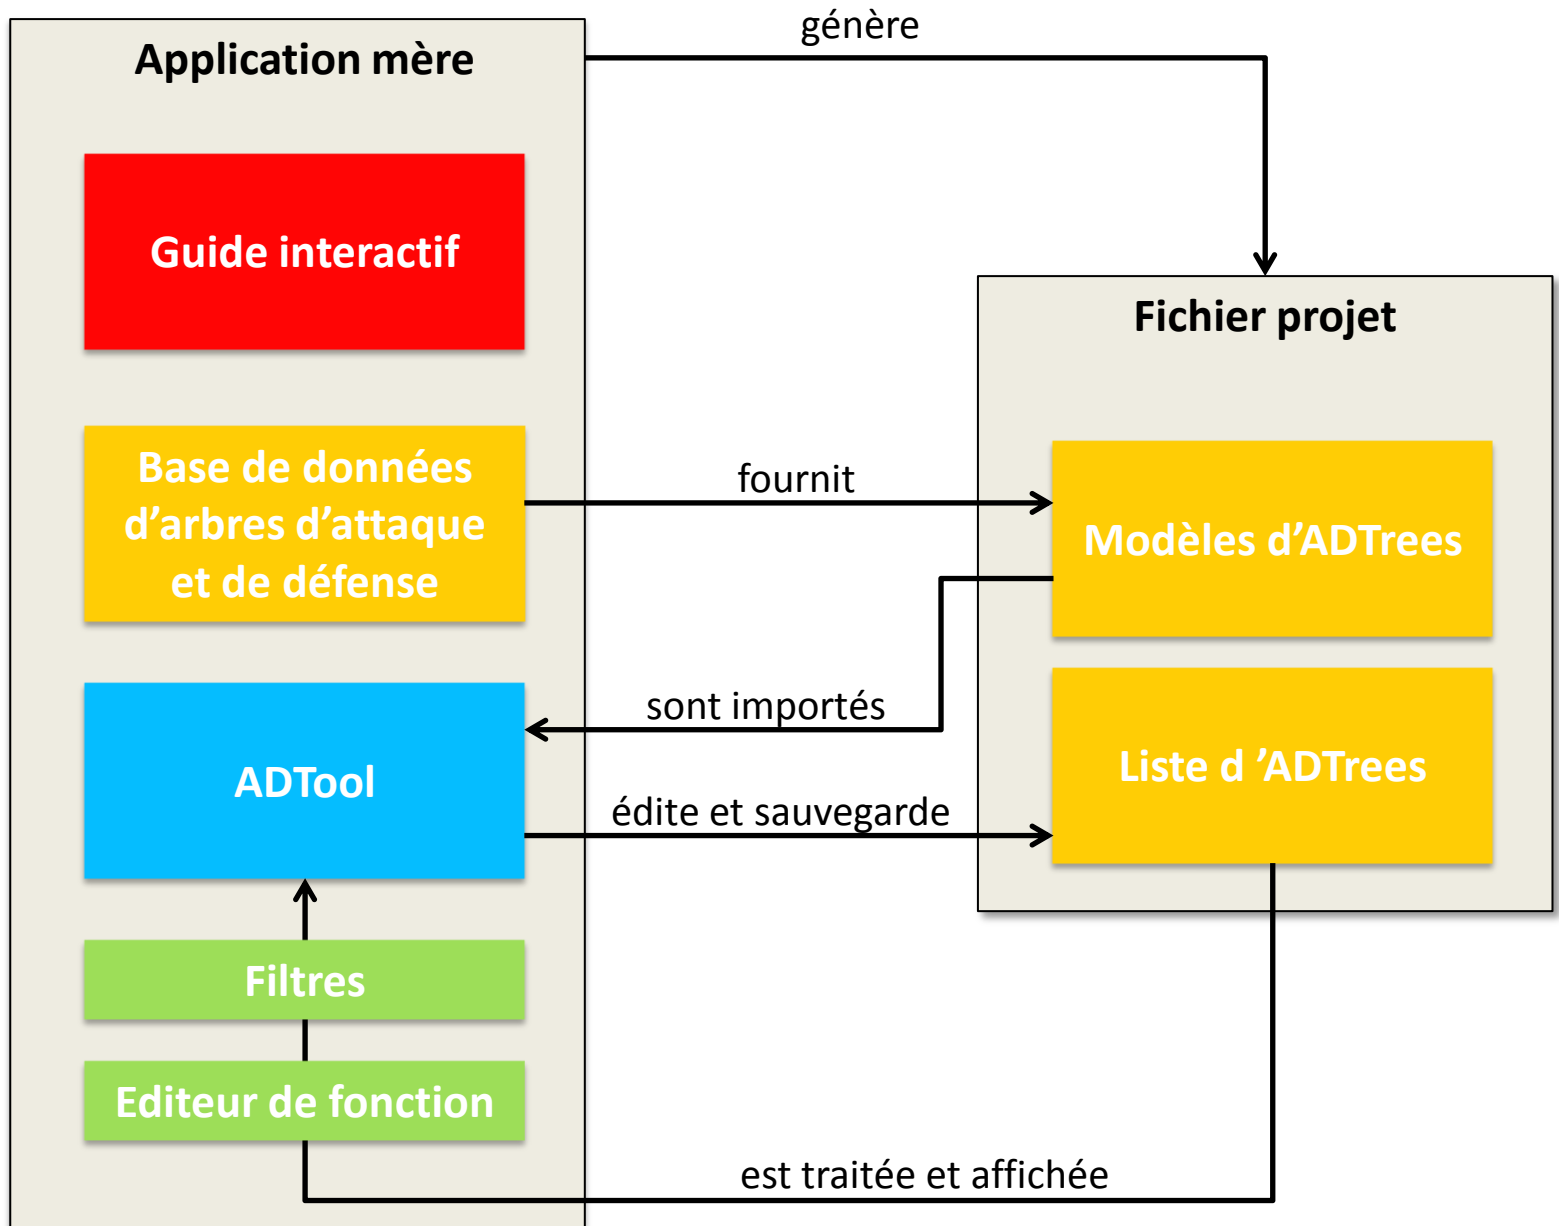 génère
Application mère
Guide interactif
Fichier projet
Base de données
d’arbres d’attaque
et de défense
fournit
Modèles d’ADTrees
sont importés
ADTool
Liste d ’ADTrees
édite et sauvegarde
Filtres
Editeur de fonction
est traitée et affichée